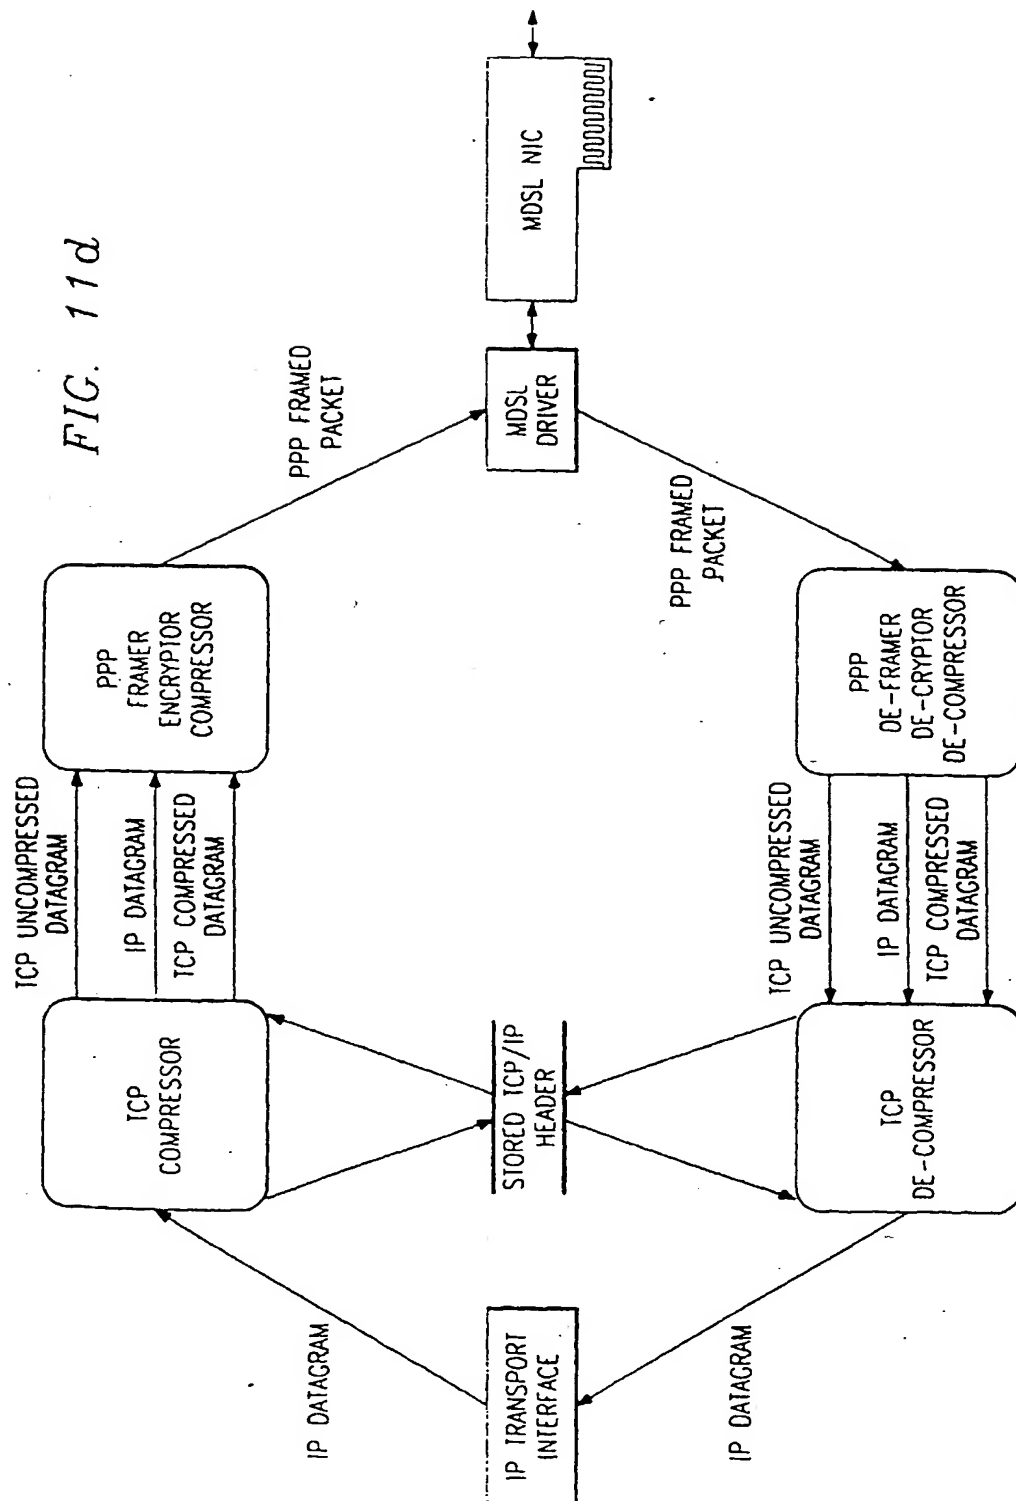 FIG. 11d
TCP
COMPRESSOR
TCP UNCOMPRESSED
DATAGRAM
IP DATAGRAM
TCP COMPRESSED
DATAGRAM
PPP
FRAMER
ENCRYPTOR
COMPRESSOR
PPP FRAMED
PACKET
IP DATAGRAM
IP TRANSPORT
INTERFACE
STORED TCP/IP
HEADER
MDSL
DRIVER
MDSL NIC
IP DATAGRAM
TCP
DE-COMPRESSOR
TCP UNCOMPRESSED
DATAGRAM
IP DATAGRAM
TCP COMPRESSED
DATAGRAM
PPP
DE-FRAMER
DE-CRYPTOR
DE-COMPRESSOR
PPP FRAMED
PACKET